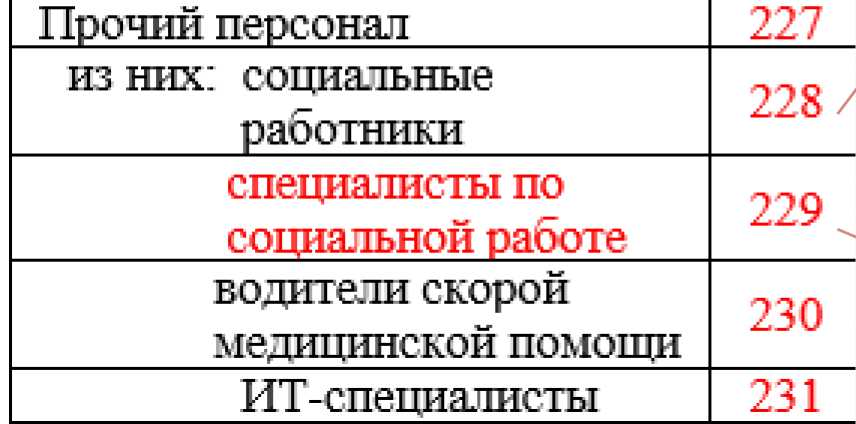 Прочий персонал 227
из них: социальные
работники 228
специалисты по
социальной работе 229
водители скорой
медицинской помощи 230
ИТ-специалисты 231